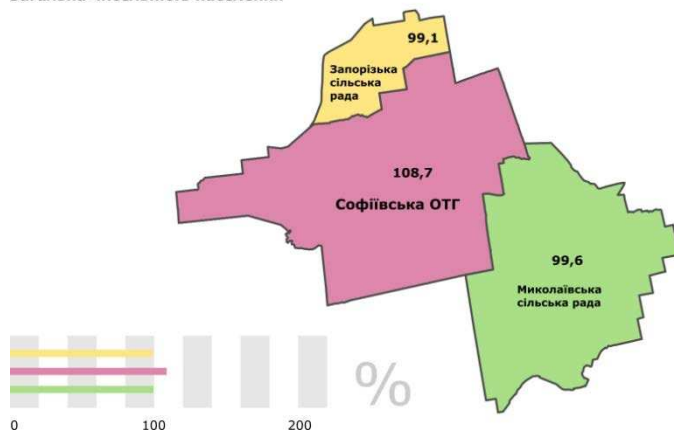 99,1
Запорізька
сільська
рада
108,7
Софіївська ОТГ
99,6
Миколаївська
сільська рада
%
0 100 200